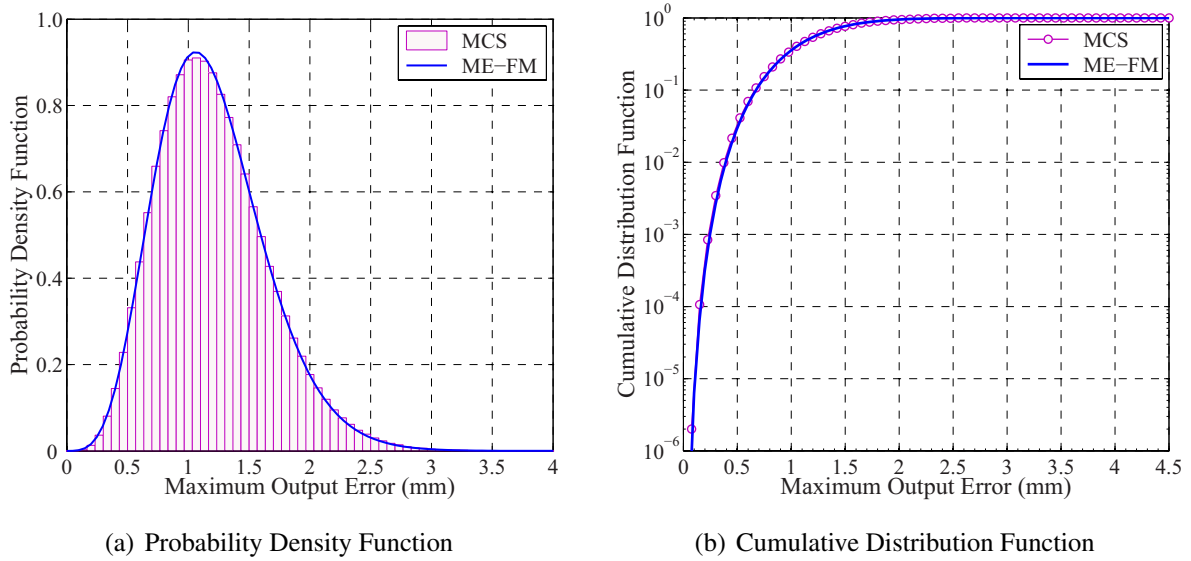 Probability Density Function
1.0
0.8
0.6
0.4
0.2
0
0 0.5 1 1.5 2 2.5 3 3.5 4
Maximum Output Error (mm)
MCS
ME−FM
(a) Probability Density Function
Cumulative Distribution Function
10^0
10^−1
10^−2
10^−3
10^−4
10^−5
10^−6
0 0.5 1 1.5 2 2.5 3 3.5 4 4.5
Maximum Output Error (mm)
MCS
ME−FM
(b) Cumulative Distribution Function